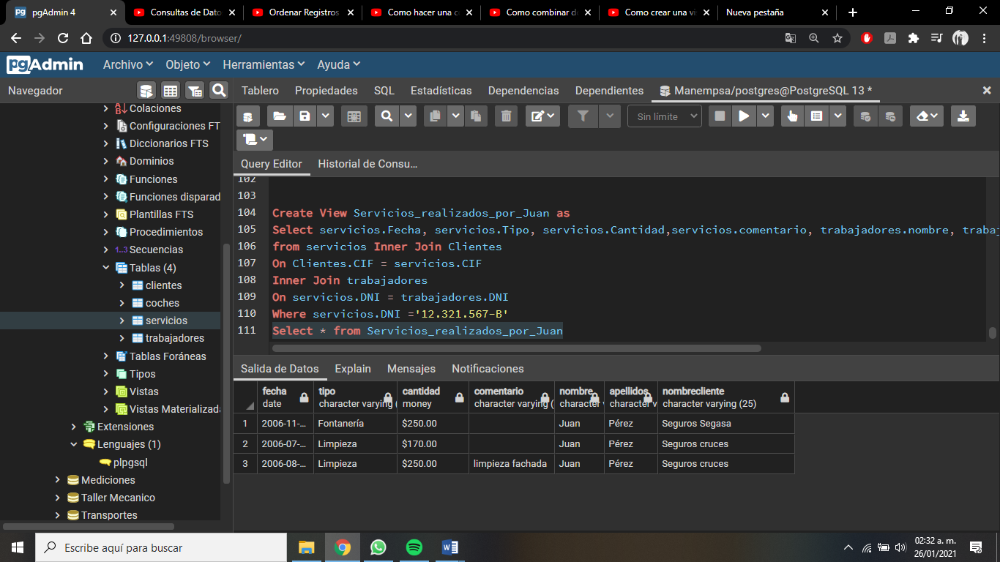 pgAdmin 4
Consultas de Dato
Ordenar Registros
Como hacer una c
Como combinar d
Como crear una vi
Nueva pestaña
127.0.0.1:49808/browser/
pgAdmin
Archivo
Objeto
Herramientas
Ayuda
Navegador
Tablero
Propiedades
SQL
Estadísticas
Dependencias
Dependientes
Manempsa/postgres@PostgreSQL 13 *
Colaciones
Configuraciones FT
Diccionarios FTS
Dominios
Funciones
Funciones disparad
Plantillas FTS
Procedimientos
1..3 Secuencias
Tablas (4)
clientes
coches
servicios
trabajadores
Tablas Foráneas
Tipos
Vistas
Vistas Materializada
Extensiones
Lenguajes (1)
plpgsql
Mediciones
Taller Mecanico
Transportes
Sin límite
Query Editor
Historial de Consu...
102
103
104 Create View Servicios_realizados_por_Juan as
105 Select servicios.Fecha, servicios.Tipo, servicios.Cantidad,servicios.comentario, trabajadores.nombre, traba
106 from servicios Inner Join Clientes
107 On Clientes.CIF = servicios.CIF
108 Inner Join trabajadores
109 On servicios.DNI = trabajadores.DNI
110 Where servicios.DNI ='12.321.567-B'
111 Select * from Servicios_realizados_por_Juan
Salida de Datos
Explain
Mensajes
Notificaciones
fecha tipo cantidad comentario nombre apellidos nombrecliente
date character varying ( money character varying ( character v character v character varying (25)
1 2006-11-... Fontanería $250.00 Juan Pérez Seguros Segasa
2 2006-07-... Limpieza $170.00 Juan Pérez Seguros cruces
3 2006-08-... Limpieza $250.00 limpieza fachada Juan Pérez Seguros cruces
Escribe aquí para buscar
02:32 a. m.
26/01/2021